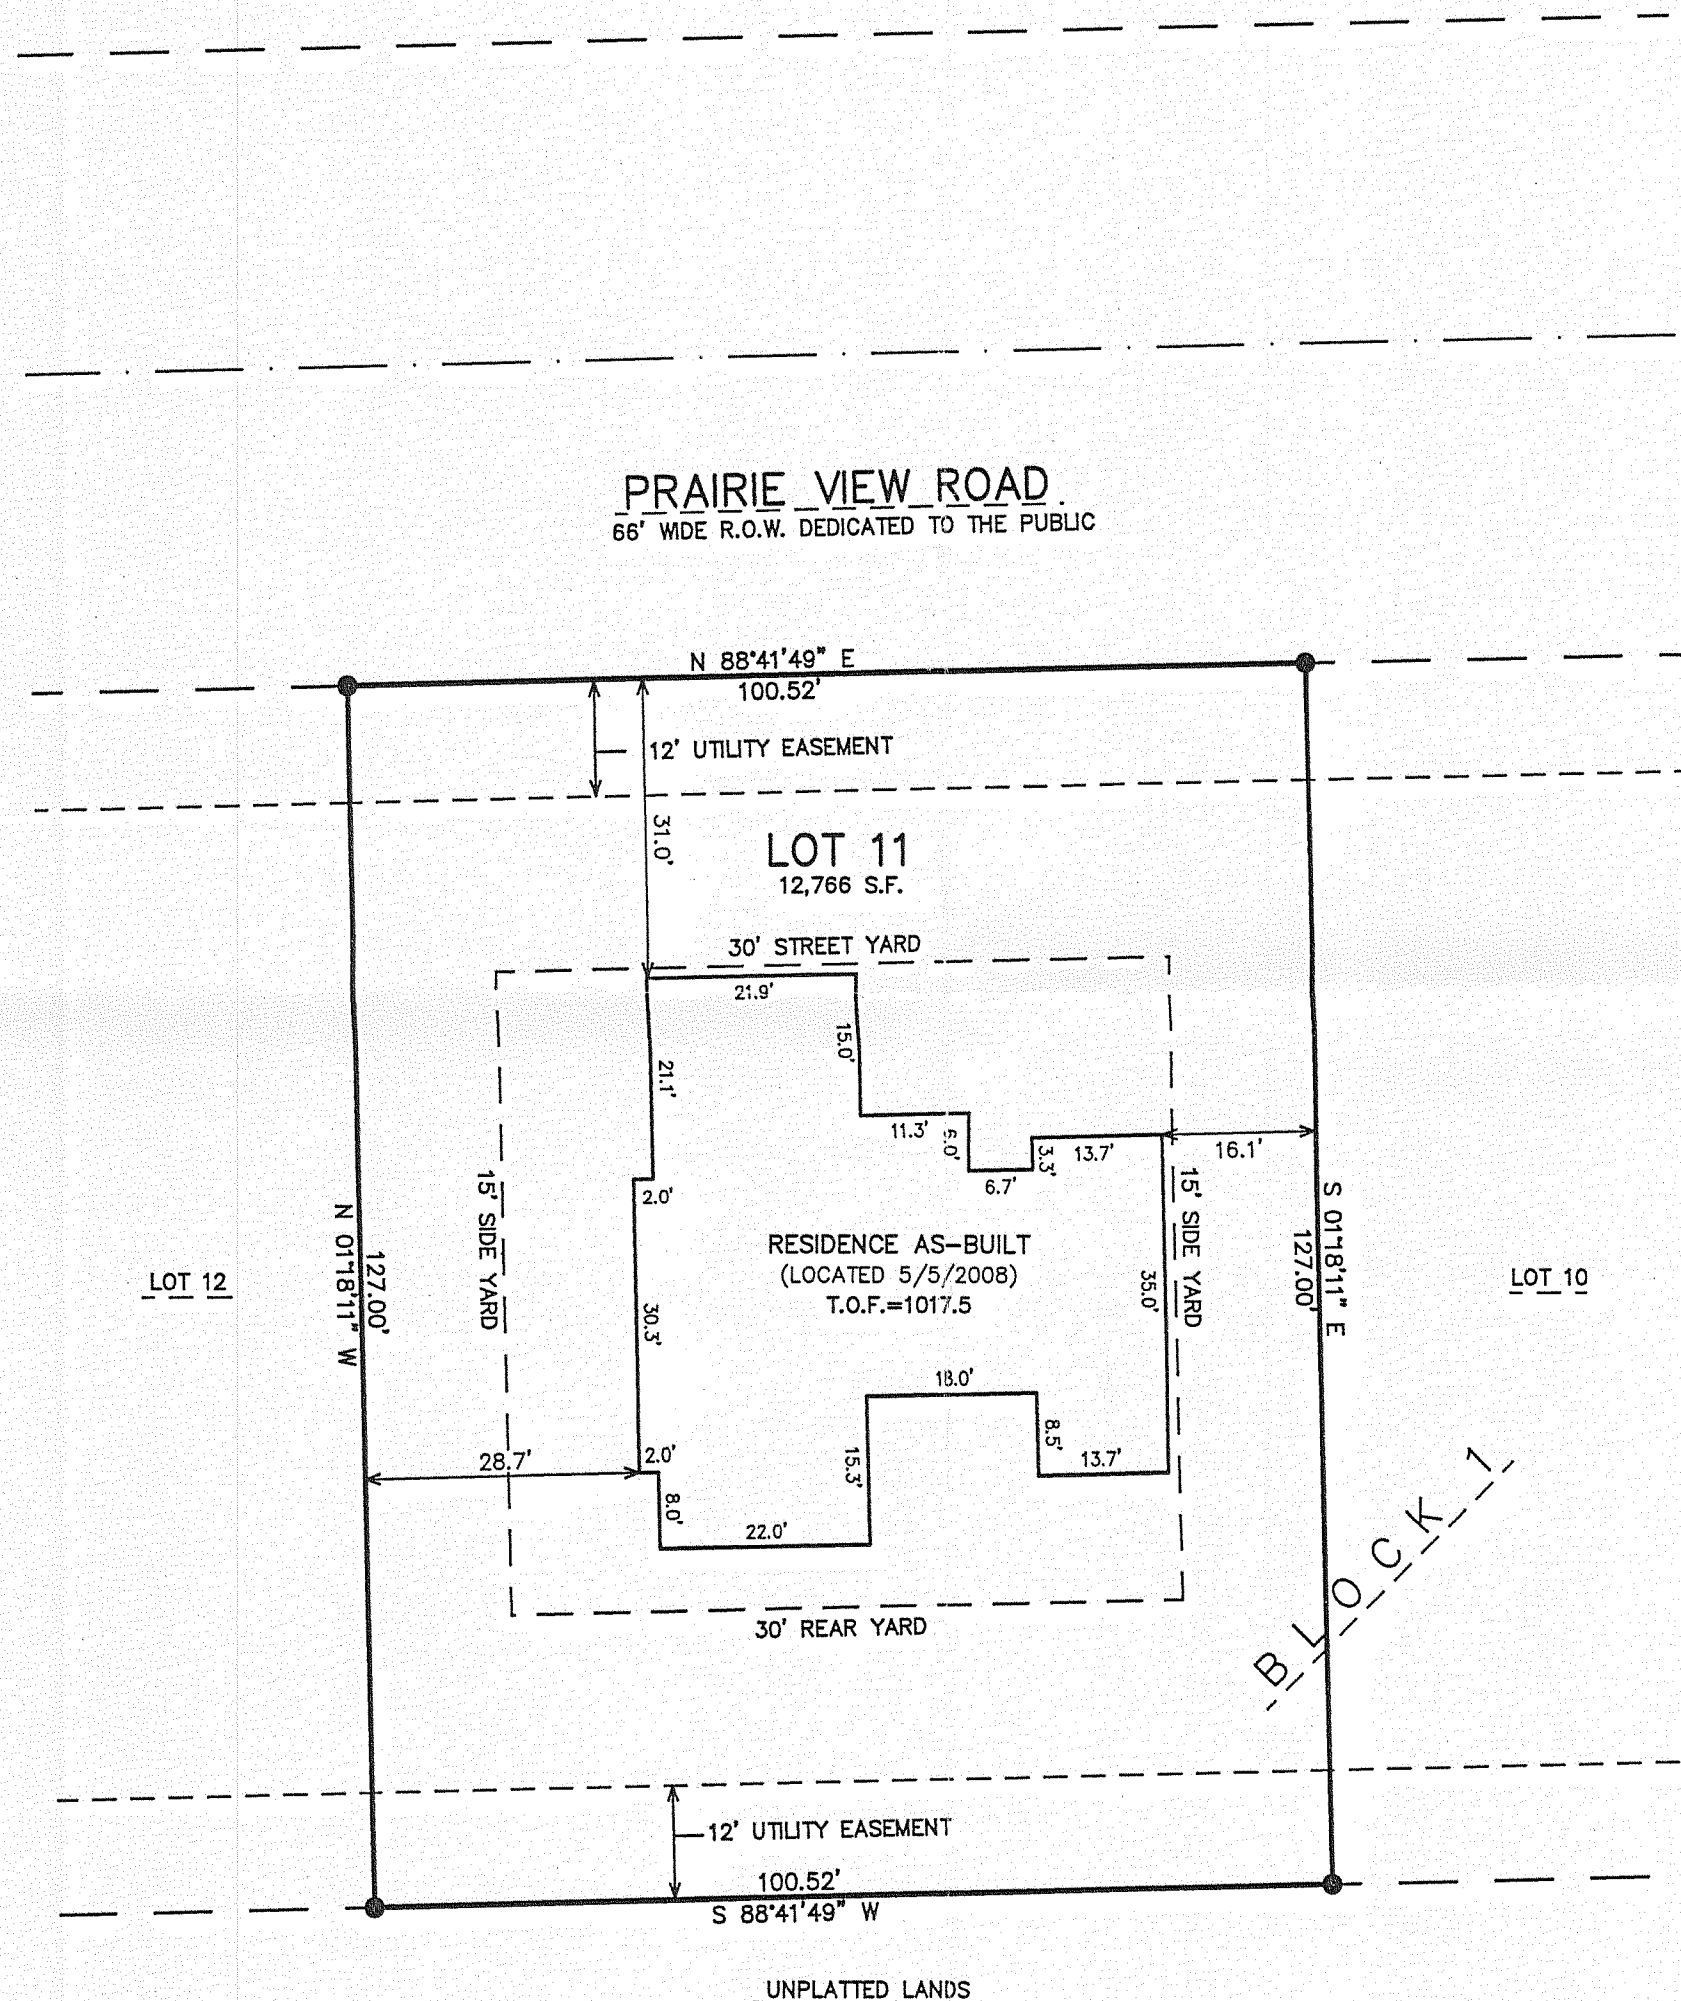 PRAIRIE VIEW ROAD
66' WIDE R.O.W. DEDICATED TO THE PUBLIC
N 88°41'49" E
100.52'
12' UTILITY EASEMENT
31.0'
LOT 11
12,766 S.F.
30' STREET YARD
21.9'
15.0'
21.1'
11.3'
6.0'
6.7'
3.3'
13.7'
16.1'
2.0'
15' SIDE YARD
15' SIDE YARD
N 01°18'11" W
127.00'
S 01°18'11" E
127.00'
LOT 12
LOT 10
RESIDENCE AS-BUILT
(LOCATED 5/5/2008)
T.O.F.=1017.5
30.3'
35.0'
18.0'
8.5'
13.7'
15.3'
28.7'
2.0'
8.0'
22.0'
30' REAR YARD
BLOCK 1
12' UTILITY EASEMENT
100.52'
S 88°41'49" W
UNPLATTED LANDS